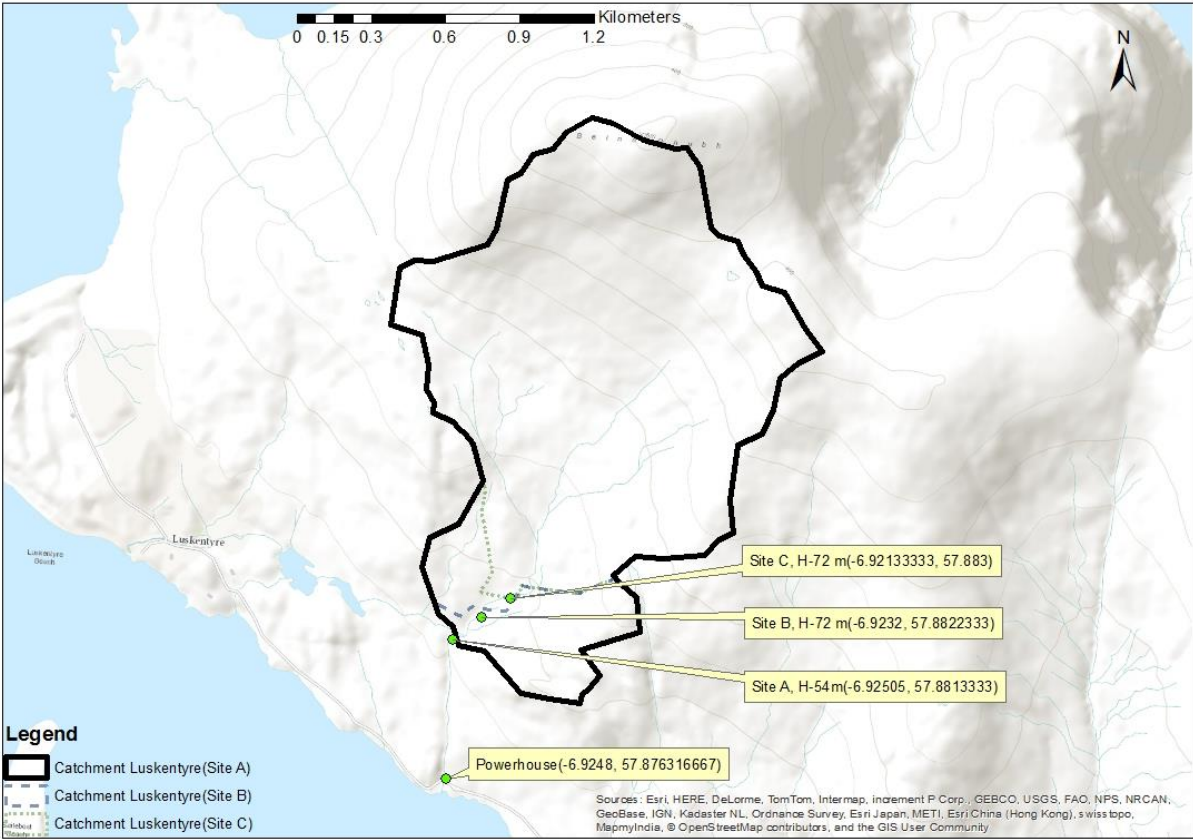 Kilometers
0 0.15 0.3 0.6 0.9 1.2
N
Luskentyre
Luskentyre
Site C, H-72 m(-6.92133333, 57.883)
Site B, H-72 m(-6.9232, 57.8822333)
Site A, H-54m(-6.92505, 57.8813333)
Powerhouse(-6.9248, 57.876316667)
Legend
Catchment Luskentyre(Site A)
Catchment Luskentyre(Site B)
Catchment Luskentyre(Site C)
Sources: Esri, HERE, DeLorme, TomTom, Intermap, increment P Corp., GEBCO, USGS, FAO, NPS, NRCAN,
GeoBase, IGN, Kadaster NL, Ordnance Survey, Esri Japan, METI, Esri China (Hong Kong), swisstopo,
MapmyIndia, © OpenStreetMap contributors, and the GIS User Community